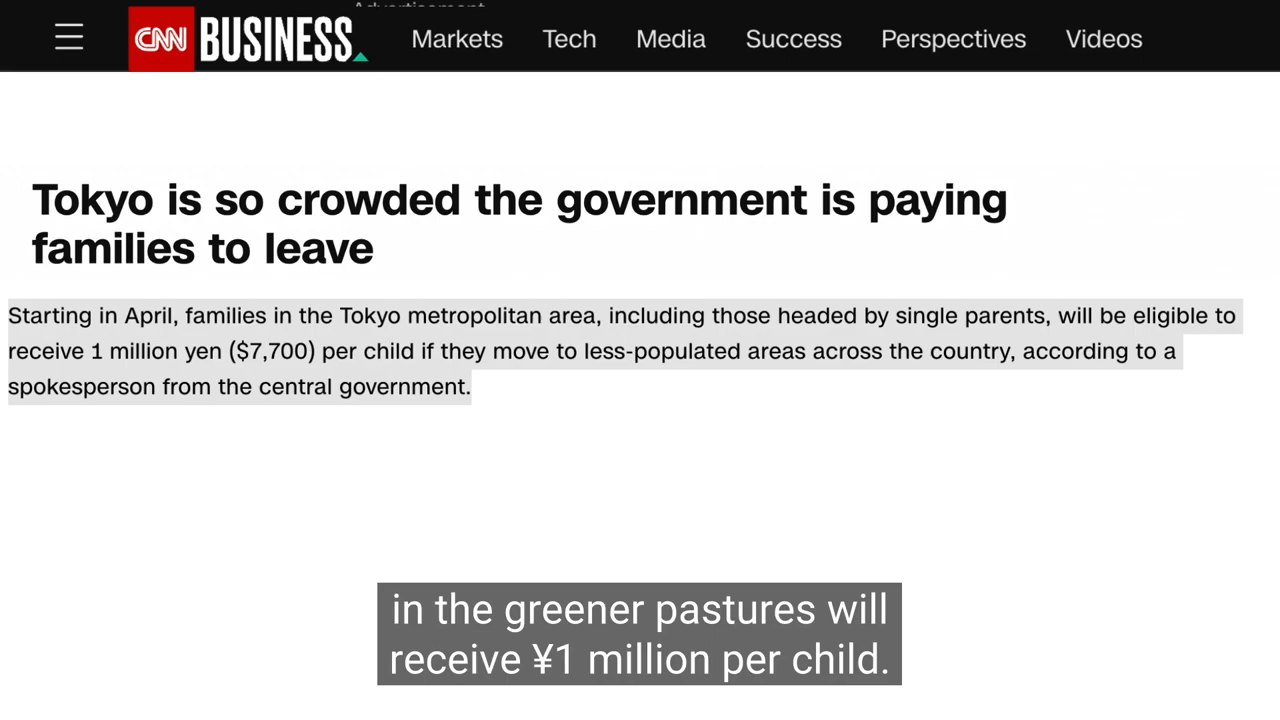 Advertisement
CNN BUSINESS Markets Tech Media Success Perspectives Videos
Tokyo is so crowded the government is paying
families to leave
Starting in April, families in the Tokyo metropolitan area, including those headed by single parents, will be eligible to
receive 1 million yen ($7,700) per child if they move to less-populated areas across the country, according to a
spokesperson from the central government.
in the greener pastures will
receive ¥1 million per child.